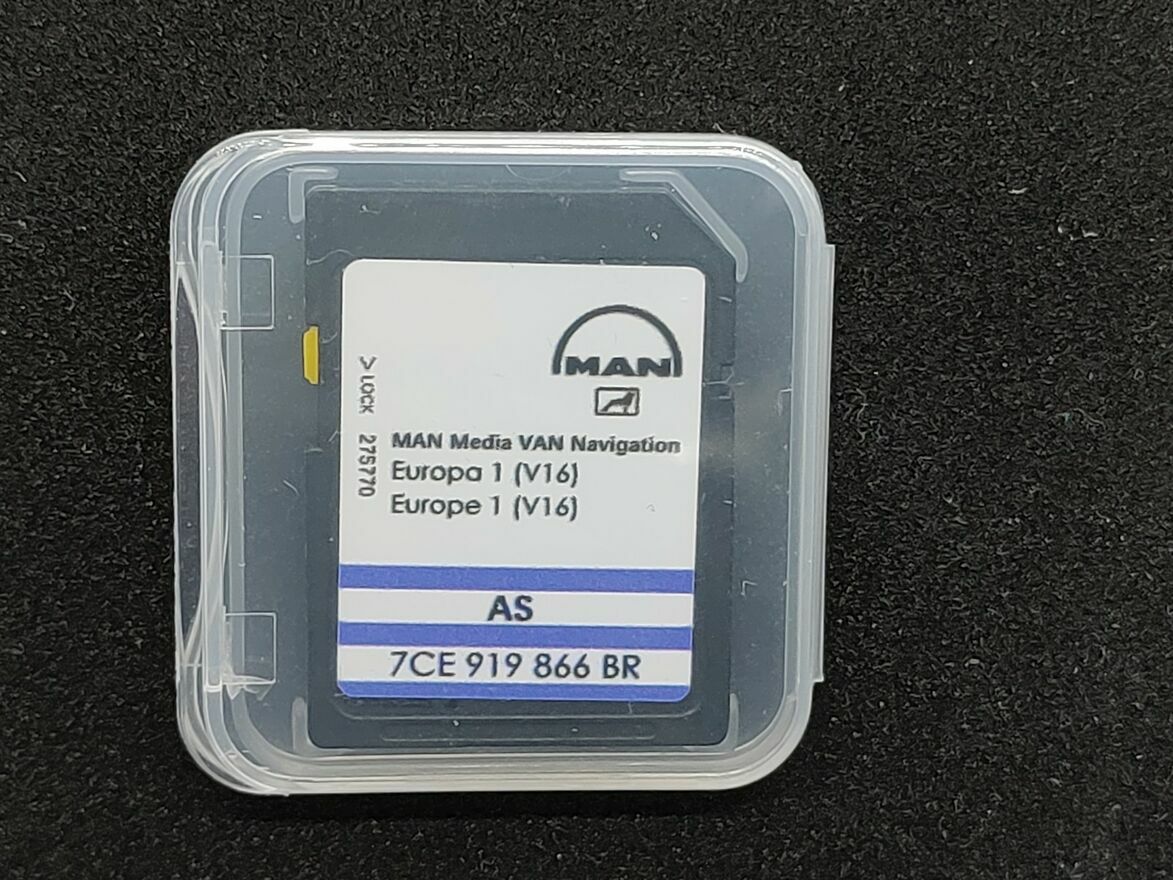 MAN
> LOCK 275770
MAN Media VAN Navigation
Europa 1 (V16)
Europe 1 (V16)
AS
7CE 919 866 BR